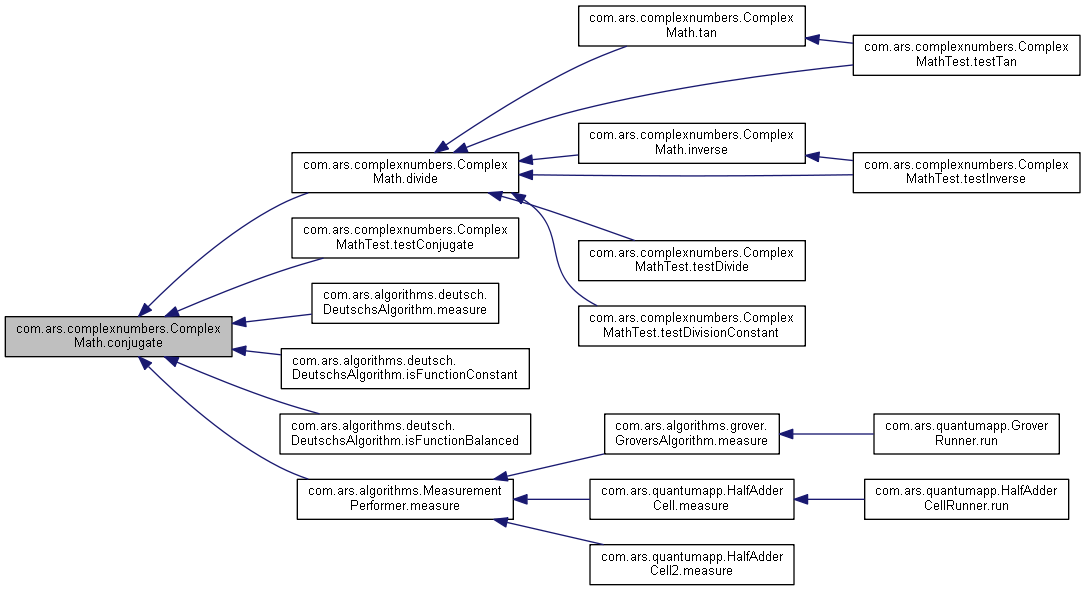 com.ars.complexnumbers.Complex
Math.tan
com.ars.complexnumbers.Complex
MathTest.testTan
com.ars.complexnumbers.Complex
Math.inverse
com.ars.complexnumbers.Complex
Math.divide
com.ars.complexnumbers.Complex
MathTest.testInverse
com.ars.complexnumbers.Complex
MathTest.testConjugate
com.ars.complexnumbers.Complex
MathTest.testDivide
com.ars.algorithms.deutsch.
DeutschsAlgorithm.measure
com.ars.complexnumbers.Complex
MathTest.testDivisionConstant
com.ars.complexnumbers.Complex
Math.conjugate
com.ars.algorithms.deutsch.
DeutschsAlgorithm.isFunctionConstant
com.ars.algorithms.deutsch.
DeutschsAlgorithm.isFunctionBalanced
com.ars.algorithms.grover.
GroversAlgorithm.measure
com.ars.quantumapp.Grover
Runner.run
com.ars.algorithms.Measurement
Performer.measure
com.ars.quantumapp.HalfAdder
Cell.measure
com.ars.quantumapp.HalfAdder
CellRunner.run
com.ars.quantumapp.HalfAdder
Cell2.measure